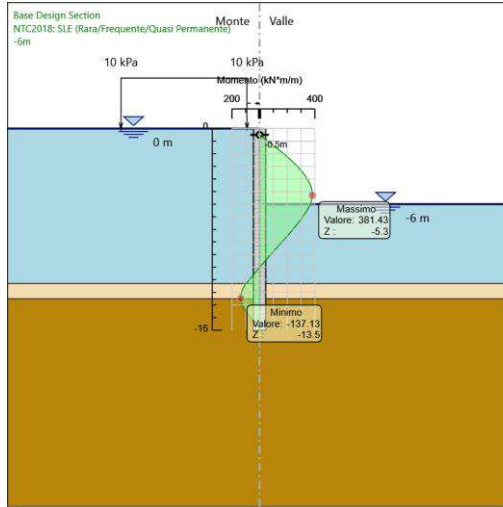 Base Design Section
NTC2018: SLE (Rara/Frequente/Quasi Permanente)
-6m
Monte
Valle
10 kPa
10 kPa
Momento (kN*m/m)
200
400
0
0 m
-0.5m
-6 m
Massimo
Valore: 381.43
Z : -5.3
Minimo
Valore: -137.13
Z : -13.5
-16